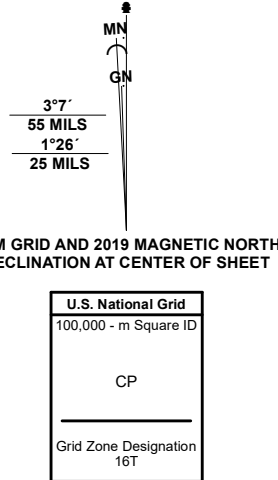 MN
GN
3°7´
55 MILS
1°26´
25 MILS
M GRID AND 2019 MAGNETIC NORTH
ECLINATION AT CENTER OF SHEET
U.S. National Grid
100,000 - m Square ID
CP
Grid Zone Designation
16T